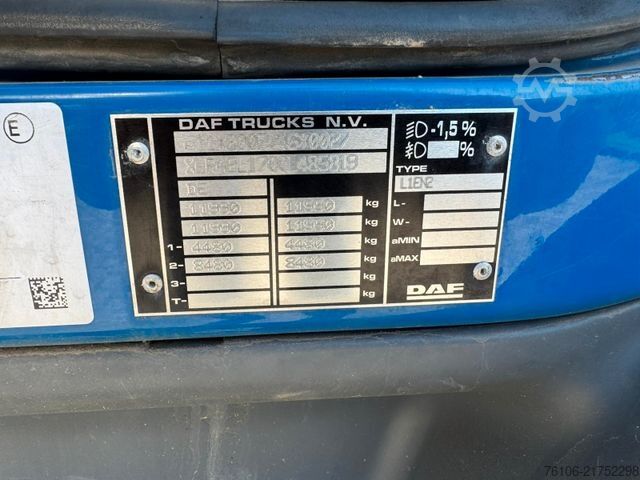 E
DAF TRUCKS N.V.
-1,5 %
%
TYPE
L1EN2
DE
11990 11990 kg
11990 11990 kg
1- 4480 4480 kg
2- 8480 8480 kg
3- kg
T- kg
L-
W-
aMIN
aMAX
DAF
76106-21752298